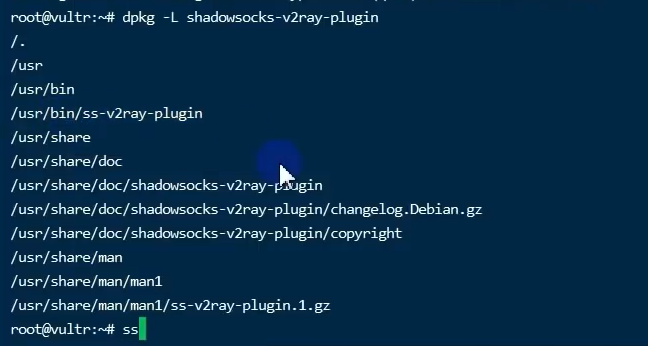 root@vultr:~# dpkg -L shadowsocks-v2ray-plugin
/.
/usr
/usr/bin
/usr/bin/ss-v2ray-plugin
/usr/share
/usr/share/doc
/usr/share/doc/shadowsocks-v2ray-plugin
/usr/share/doc/shadowsocks-v2ray-plugin/changelog.Debian.gz
/usr/share/doc/shadowsocks-v2ray-plugin/copyright
/usr/share/man
/usr/share/man/man1
/usr/share/man/man1/ss-v2ray-plugin.1.gz
root@vultr:~# ss